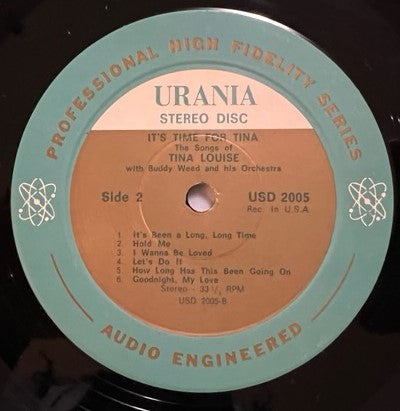 PROFESSIONAL HIGH FIDELITY SERIES
URANIA
STEREO DISC
IT'S TIME FOR TINA
The Songs of
TINA LOUISE
with Buddy Weed and his Orchestra
Side 2
USD 2005
Rec. in U.S.A
1 It's Been a Long, Long Time
2 Hold Me
3 I Wanna Be Loved
4 Let's Do It
5 How Long Has This Been Going On
6 Goodnight, My Love
Stereo - 33⅓ RPM
USD 2005-B
AUDIO ENGINEERED